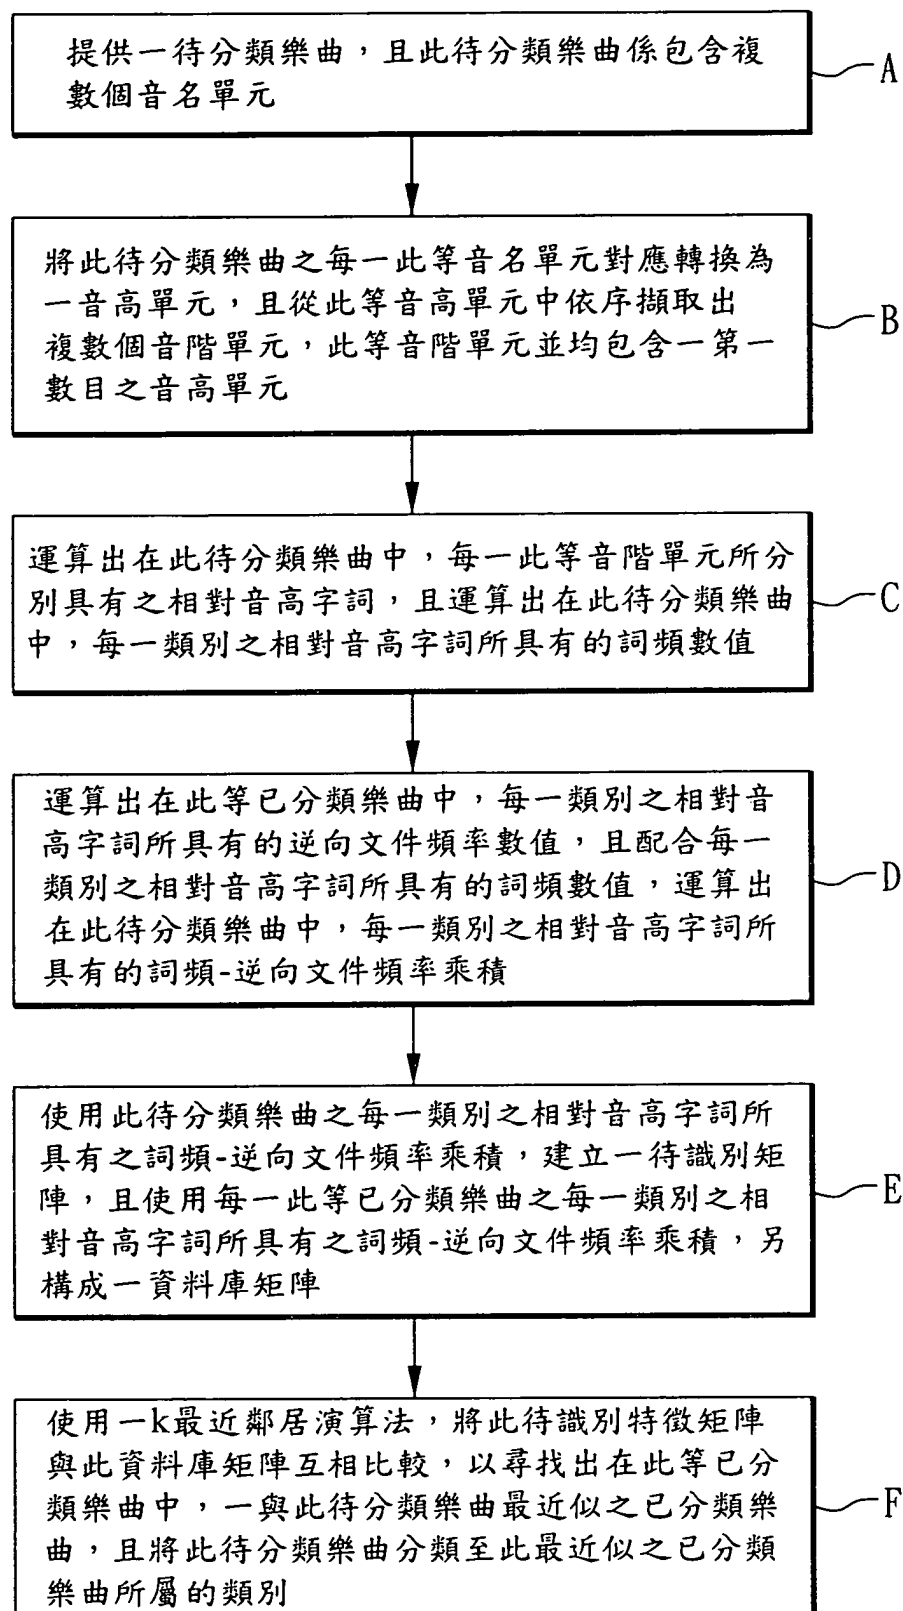 提供一待分類樂曲，且此待分類樂曲係包含複
數個音名單元
A
將此待分類樂曲之每一此等音名單元對應轉換為
一音高單元，且從此等音高單元中依序擷取出
複數個音階單元，此等音階單元並均包含一第一
數目之音高單元
B
運算出在此待分類樂曲中，每一此等音階單元所分
別具有之相對音高字詞，且運算出在此待分類樂曲
中，每一類別之相對音高字詞所具有的詞頻數值
C
運算出在此等已分類樂曲中，每一類別之相對音
高字詞所具有的逆向文件頻率數值，且配合每一
類別之相對音高字詞所具有的詞頻數值，運算出
在此待分類樂曲中，每一類別之相對音高字詞所
具有的詞頻-逆向文件頻率乘積
D
使用此待分類樂曲之每一類別之相對音高字詞所
具有之詞頻-逆向文件頻率乘積，建立一待識別矩
陣，且使用每一此等已分類樂曲之每一類別之相
對音高字詞所具有之詞頻-逆向文件頻率乘積，另
構成一資料庫矩陣
E
使用一k最近鄰居演算法，將此待識別特徵矩陣
與此資料庫矩陣互相比較，以尋找出在此等已分
類樂曲中，一與此待分類樂曲最近似之已分類樂
曲，且將此待分類樂曲分類至此最近似之已分類
樂曲所屬的類別
F